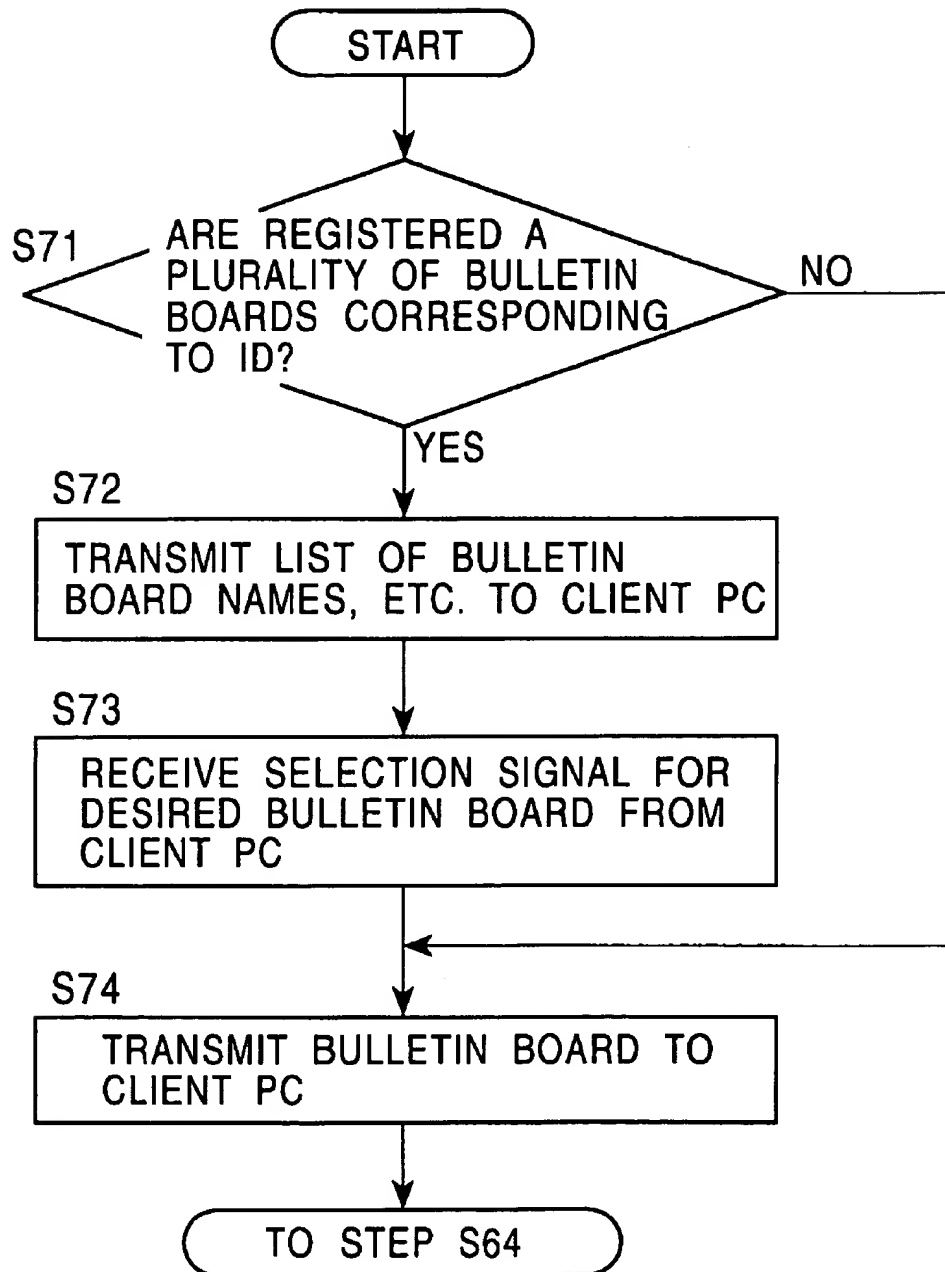 START
S71
ARE REGISTERED A
PLURALITY OF BULLETIN
BOARDS CORRESPONDING
TO ID?
NO
YES
S72
TRANSMIT LIST OF BULLETIN
BOARD NAMES, ETC. TO CLIENT PC
S73
RECEIVE SELECTION SIGNAL FOR
DESIRED BULLETIN BOARD FROM
CLIENT PC
S74
TRANSMIT BULLETIN BOARD TO
CLIENT PC
TO STEP S64